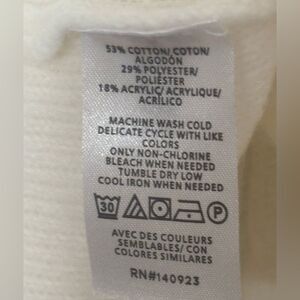 53% COTTON/ COTON/
ALGODÓN
29% POLYESTER/
POLIÉSTER
18% ACRYLIC/ ACRYLIQUE/
ACRÍLICO
MACHINE WASH COLD
DELICATE CYCLE WITH LIKE
COLORS
ONLY NON-CHLORINE
BLEACH WHEN NEEDED
TUMBLE DRY LOW
COOL IRON WHEN NEEDED
30 P
AVEC DES COULEURS
SEMBLABLES/ CON
COLORES SIMILARES
RN#140923